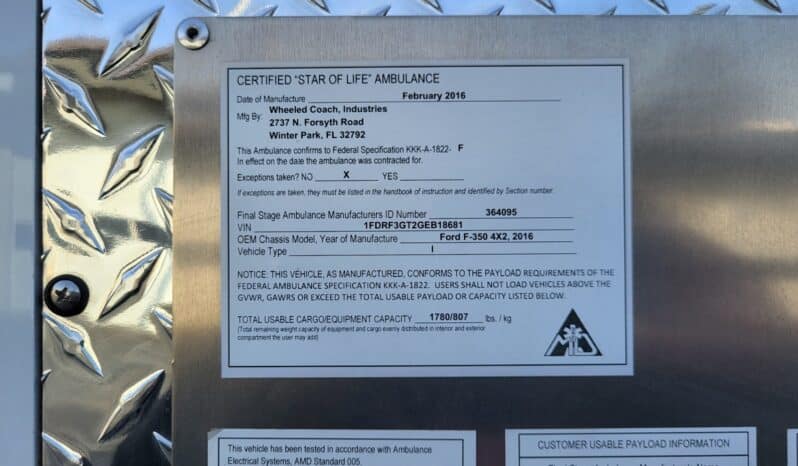 CERTIFIED "STAR OF LIFE" AMBULANCE
Date of Manufacture February 2016
Mfg By: Wheeled Coach, Industries
2737 N. Forsyth Road
Winter Park, FL 32792
This Ambulance confirms to Federal Specification KKK-A-1822- F
In effect on the date the ambulance was contracted for.
Exceptions taken? NO X YES
If exceptions are taken, they must be listed in the handbook of instruction and identified by Section number.
Final Stage Ambulance Manufacturers ID Number 364095
VIN 1FDRF3GT2GEB18681
OEM Chassis Model, Year of Manufacture Ford F-350 4X2, 2016
Vehicle Type I
NOTICE: THIS VEHICLE, AS MANUFACTURED, CONFORMS TO THE PAYLOAD REQUIREMENTS OF THE
FEDERAL AMBULANCE SPECIFICATION KKK-A-1822. USERS SHALL NOT LOAD VEHICLES ABOVE THE
GVWR, GAWRS OR EXCEED THE TOTAL USABLE PAYLOAD OR CAPACITY LISTED BELOW.
TOTAL USABLE CARGO/EQUIPMENT CAPACITY 1780/807 lbs. / kg
(Total remaining weight capacity of equipment and cargo evenly distributed in interior and exterior
compartment the user may add)
This vehicle has been tested in accordance with Ambulance
Electrical Systems, AMD Standard 005.
CUSTOMER USABLE PAYLOAD INFORMATION